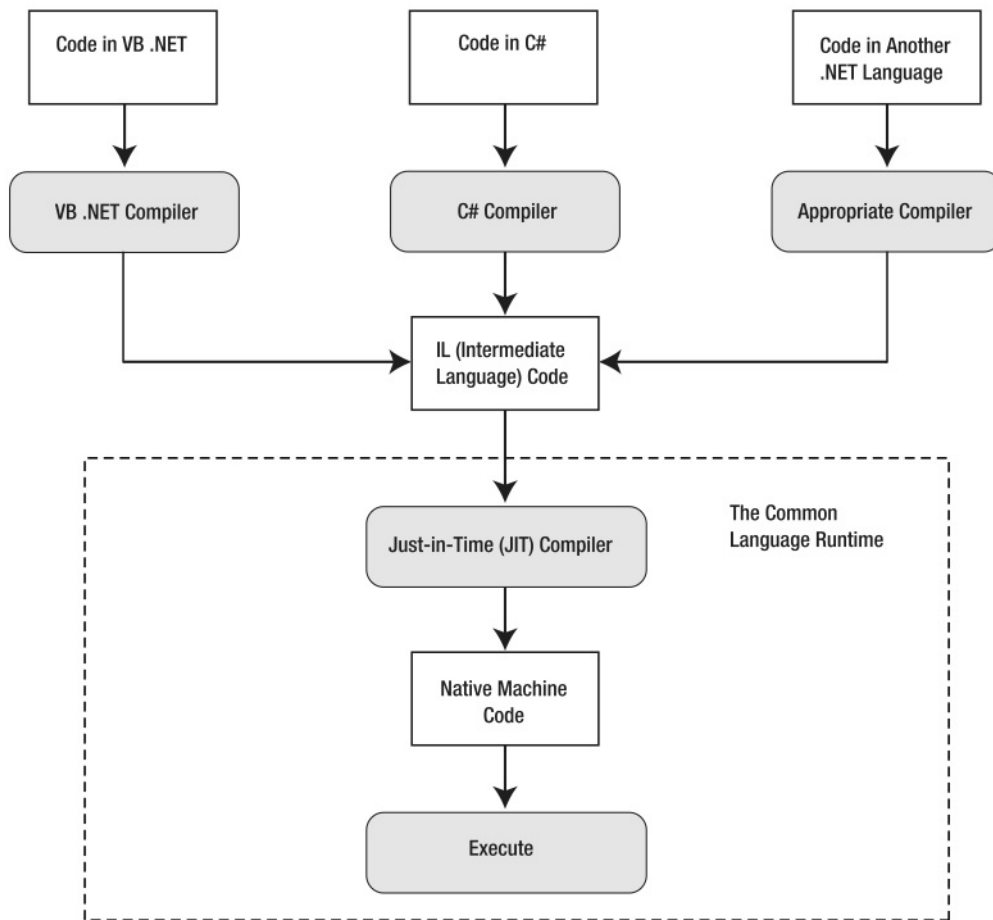 Code in VB .NET
Code in C#
Code in Another
.NET Language
VB .NET Compiler
C# Compiler
Appropriate Compiler
IL (Intermediate
Language) Code
The Common
Language Runtime
Just-in-Time (JIT) Compiler
Native Machine
Code
Execute